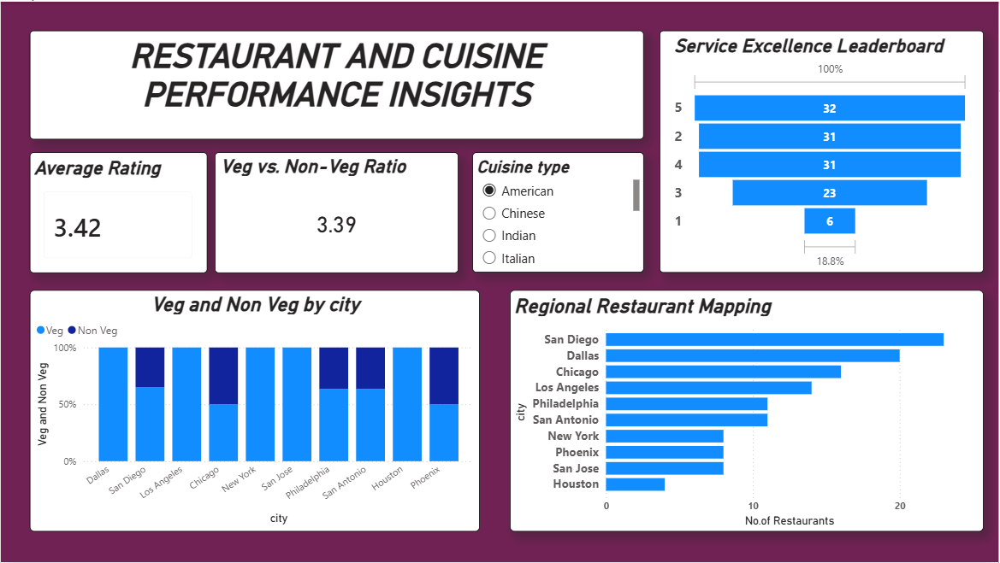 RESTAURANT AND CUISINE
PERFORMANCE INSIGHTS
Service Excellence Leaderboard
100%
5 32
2 31
4 31
3 23
1 6
18.8%
Average Rating
3.42
Veg vs. Non-Veg Ratio
3.39
Cuisine type
American
Chinese
Indian
Italian
Veg and Non Veg by city
Veg Non Veg
Veg and Non Veg
100%
50%
0%
Dallas
San Diego
Los Angeles
Chicago
New York
San Jose
Philadelphia
San Antonio
Houston
Phoenix
city
Regional Restaurant Mapping
city
San Diego
Dallas
Chicago
Los Angeles
Philadelphia
San Antonio
New York
Phoenix
San Jose
Houston
0 10 20
No.of Restaurants